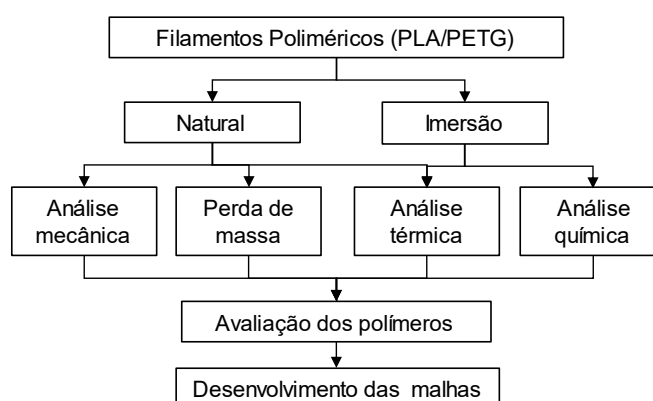 Filamentos Poliméricos (PLA/PETG)
Natural
Imersão
Análise
mecânica
Perda de
massa
Análise
térmica
Análise
química
Avaliação dos polímeros
Desenvolvimento das malhas